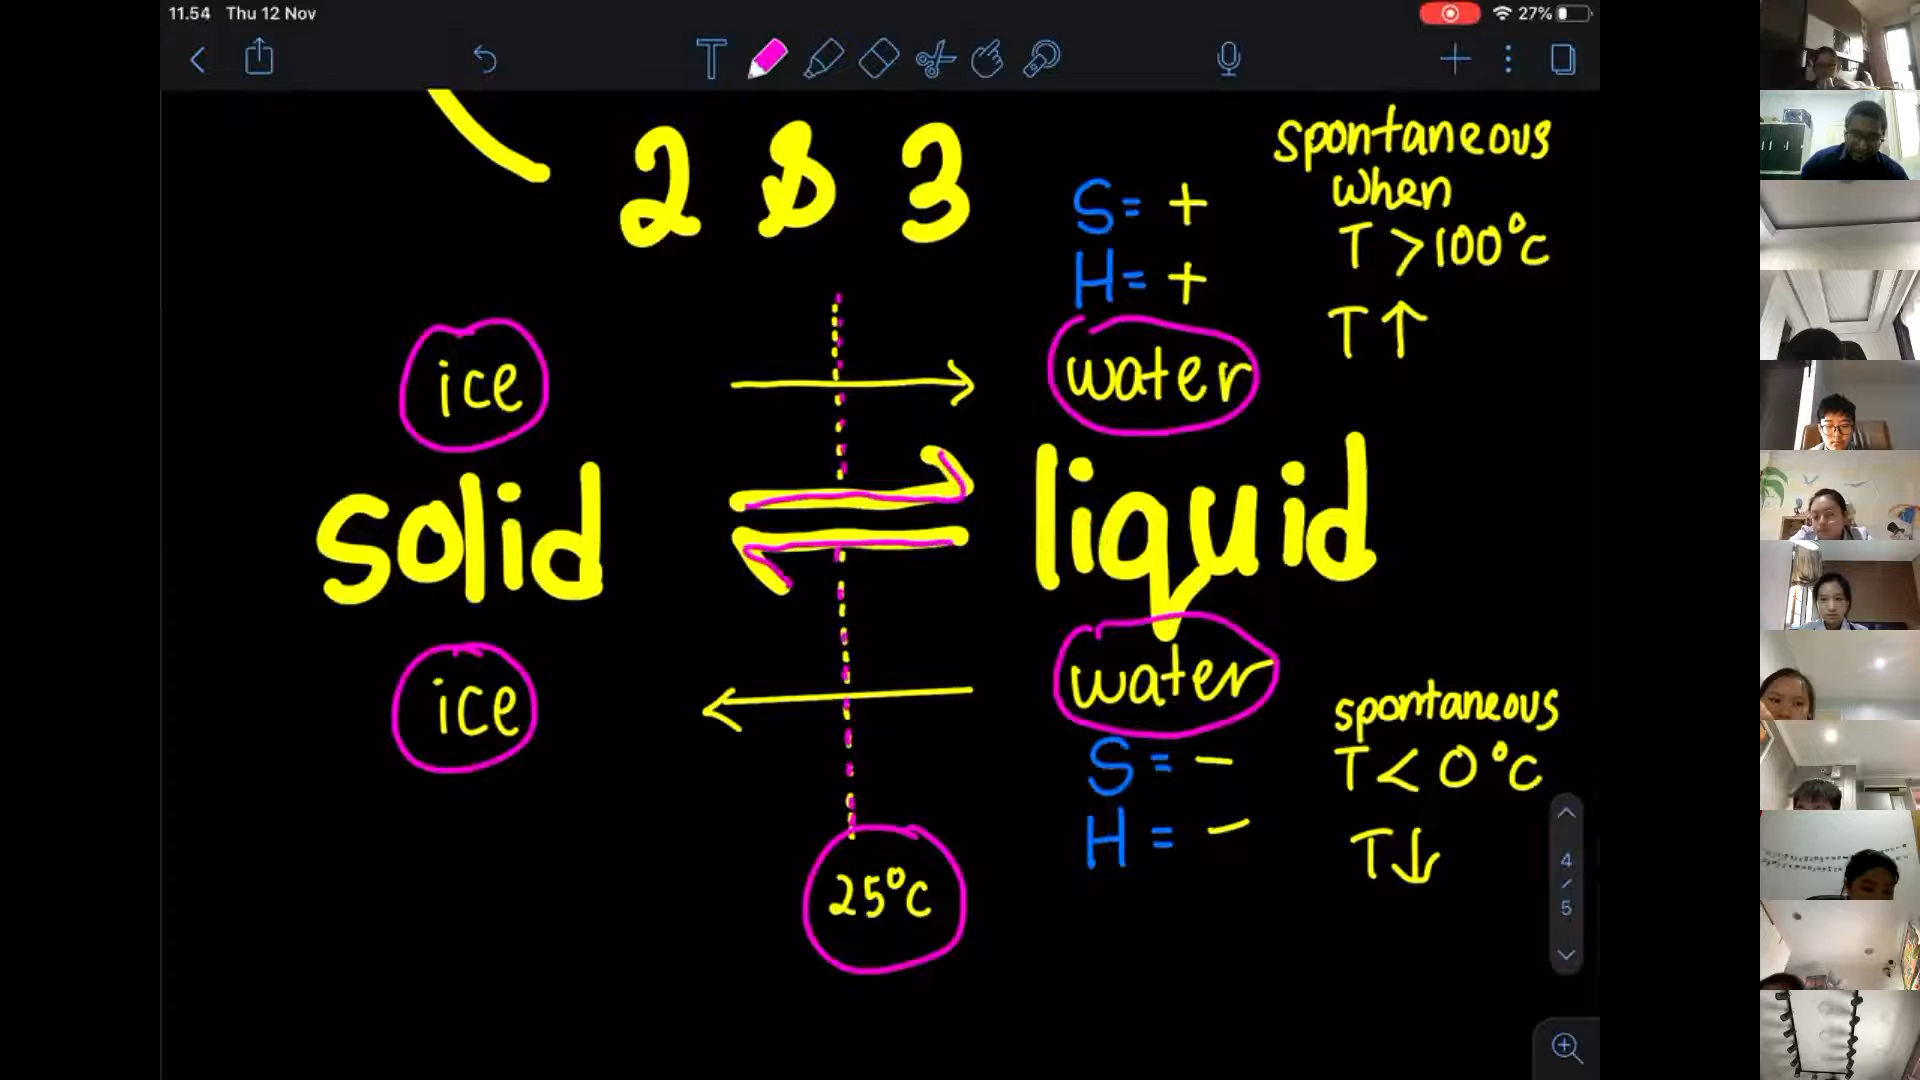 11.54 Thu 12 Nov
27%
T
2 & 3
spontaneous
when
T > 100°C
T ↑
S = +
H = +
ice → water
solid ⇌ liquid
ice ← water
S = -
H = -
spontaneous
T < 0°C
T ↓
25°C
4
/
5